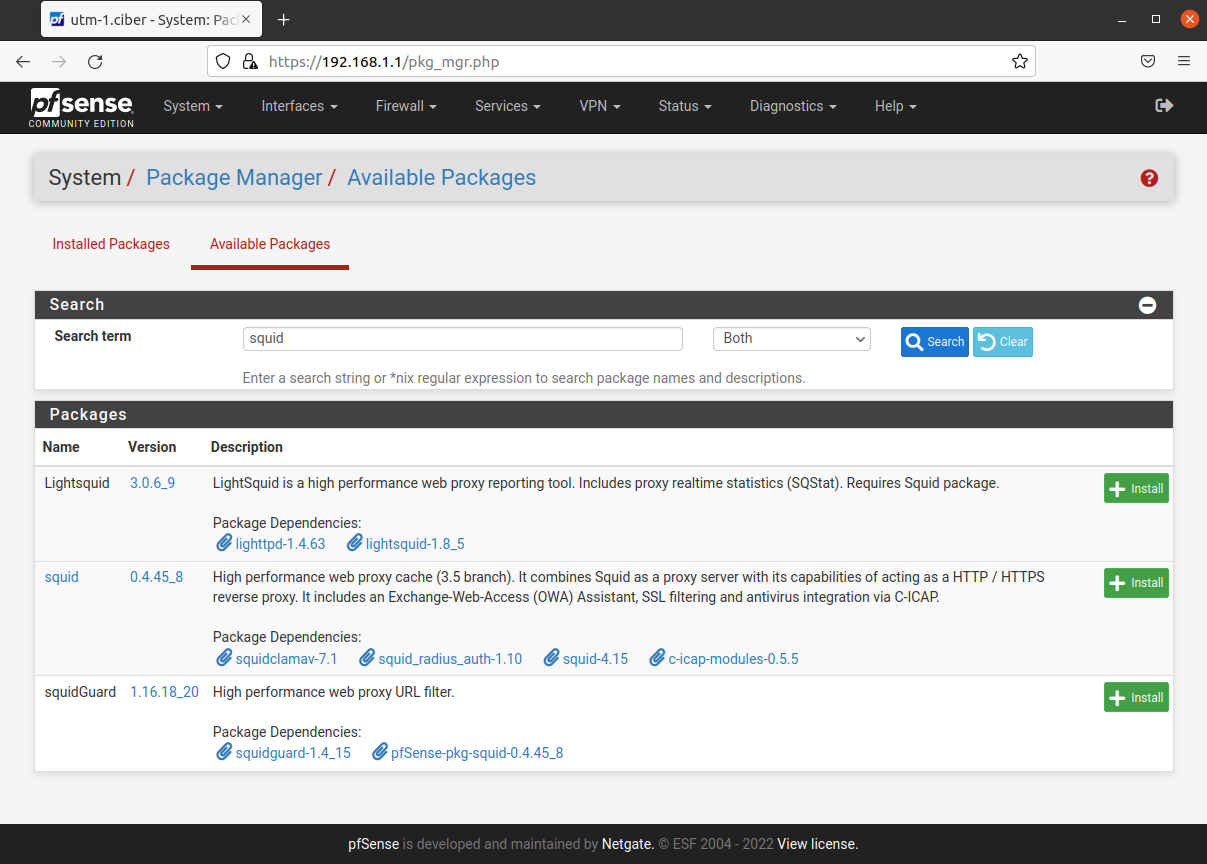 utm-1.ciber - System: Pac
https://192.168.1.1/pkg_mgr.php
pfsense
COMMUNITY EDITION
System Interfaces Firewall Services VPN Status Diagnostics Help
System / Package Manager / Available Packages
Installed Packages Available Packages
Search
Search term squid Both Search Clear
Enter a search string or *nix regular expression to search package names and descriptions.
Packages
Name Version Description
Lightsquid 3.0.6_9 LightSquid is a high performance web proxy reporting tool. Includes proxy realtime statistics (SQStat). Requires Squid package. Install
Package Dependencies:
lighttpd-1.4.63 lightsquid-1.8_5
squid 0.4.45_8 High performance web proxy cache (3.5 branch). It combines Squid as a proxy server with its capabilities of acting as a HTTP / HTTPS Install
reverse proxy. It includes an Exchange-Web-Access (OWA) Assistant, SSL filtering and antivirus integration via C-ICAP.
Package Dependencies:
squidclamav-7.1 squid_radius_auth-1.10 squid-4.15 c-icap-modules-0.5.5
squidGuard 1.16.18_20 High performance web proxy URL filter. Install
Package Dependencies:
squidguard-1.4_15 pfSense-pkg-squid-0.4.45_8
pfSense is developed and maintained by Netgate. © ESF 2004 - 2022 View license.